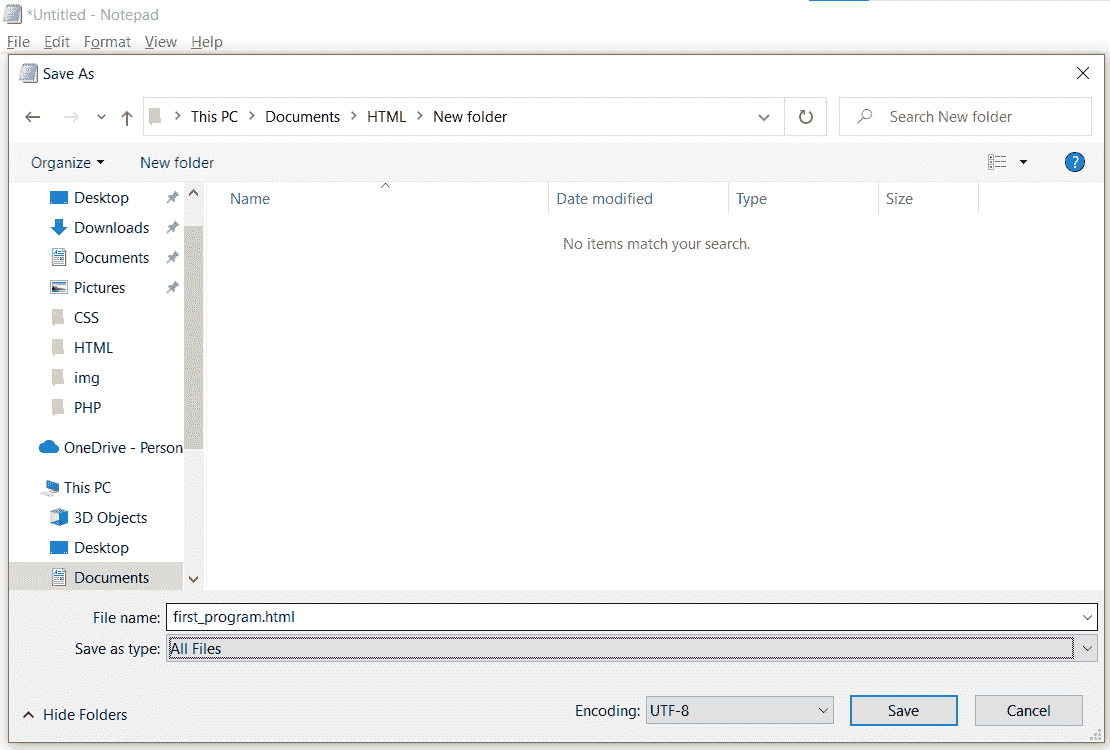 *Untitled - Notepad
File Edit Format View Help
Save As
This PC Documents HTML New folder
Search New folder
Organize New folder
?
Name Date modified Type Size
No items match your search.
Desktop
Downloads
Documents
Pictures
CSS
HTML
img
PHP
OneDrive - Person
This PC
3D Objects
Desktop
Documents
File name: first_program.html
Save as type: All Files
Hide Folders
Encoding: UTF-8 Save Cancel